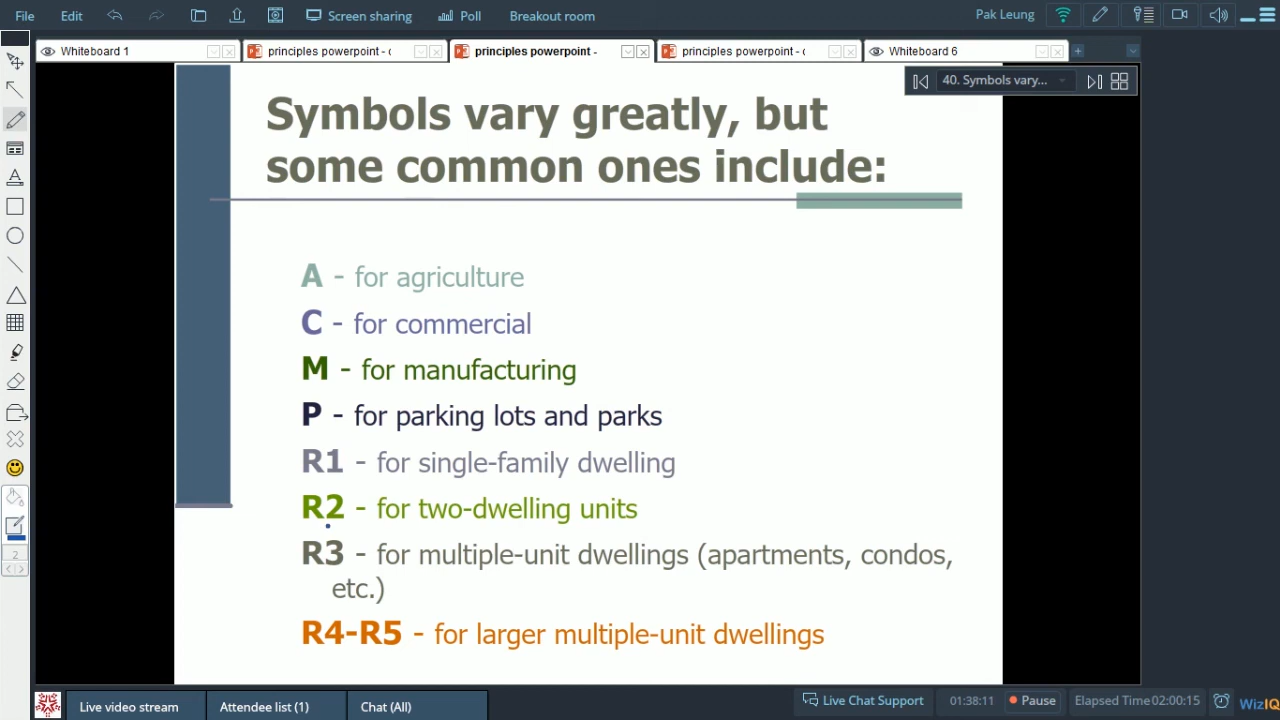 File Edit Screen sharing Poll Breakout room Pak Leung
Whiteboard 1 principles powerpoint - c principles powerpoint - principles powerpoint - c Whiteboard 6
40. Symbols vary...
Symbols vary greatly, but
some common ones include:
A - for agriculture
C - for commercial
M - for manufacturing
P - for parking lots and parks
R1 - for single-family dwelling
R2 - for two-dwelling units
R3 - for multiple-unit dwellings (apartments, condos,
etc.)
R4-R5 - for larger multiple-unit dwellings
2
Live video stream Attendee list (1) Chat (All) Live Chat Support 01:38:11 Pause Elapsed Time 02:00:15 WizIQ